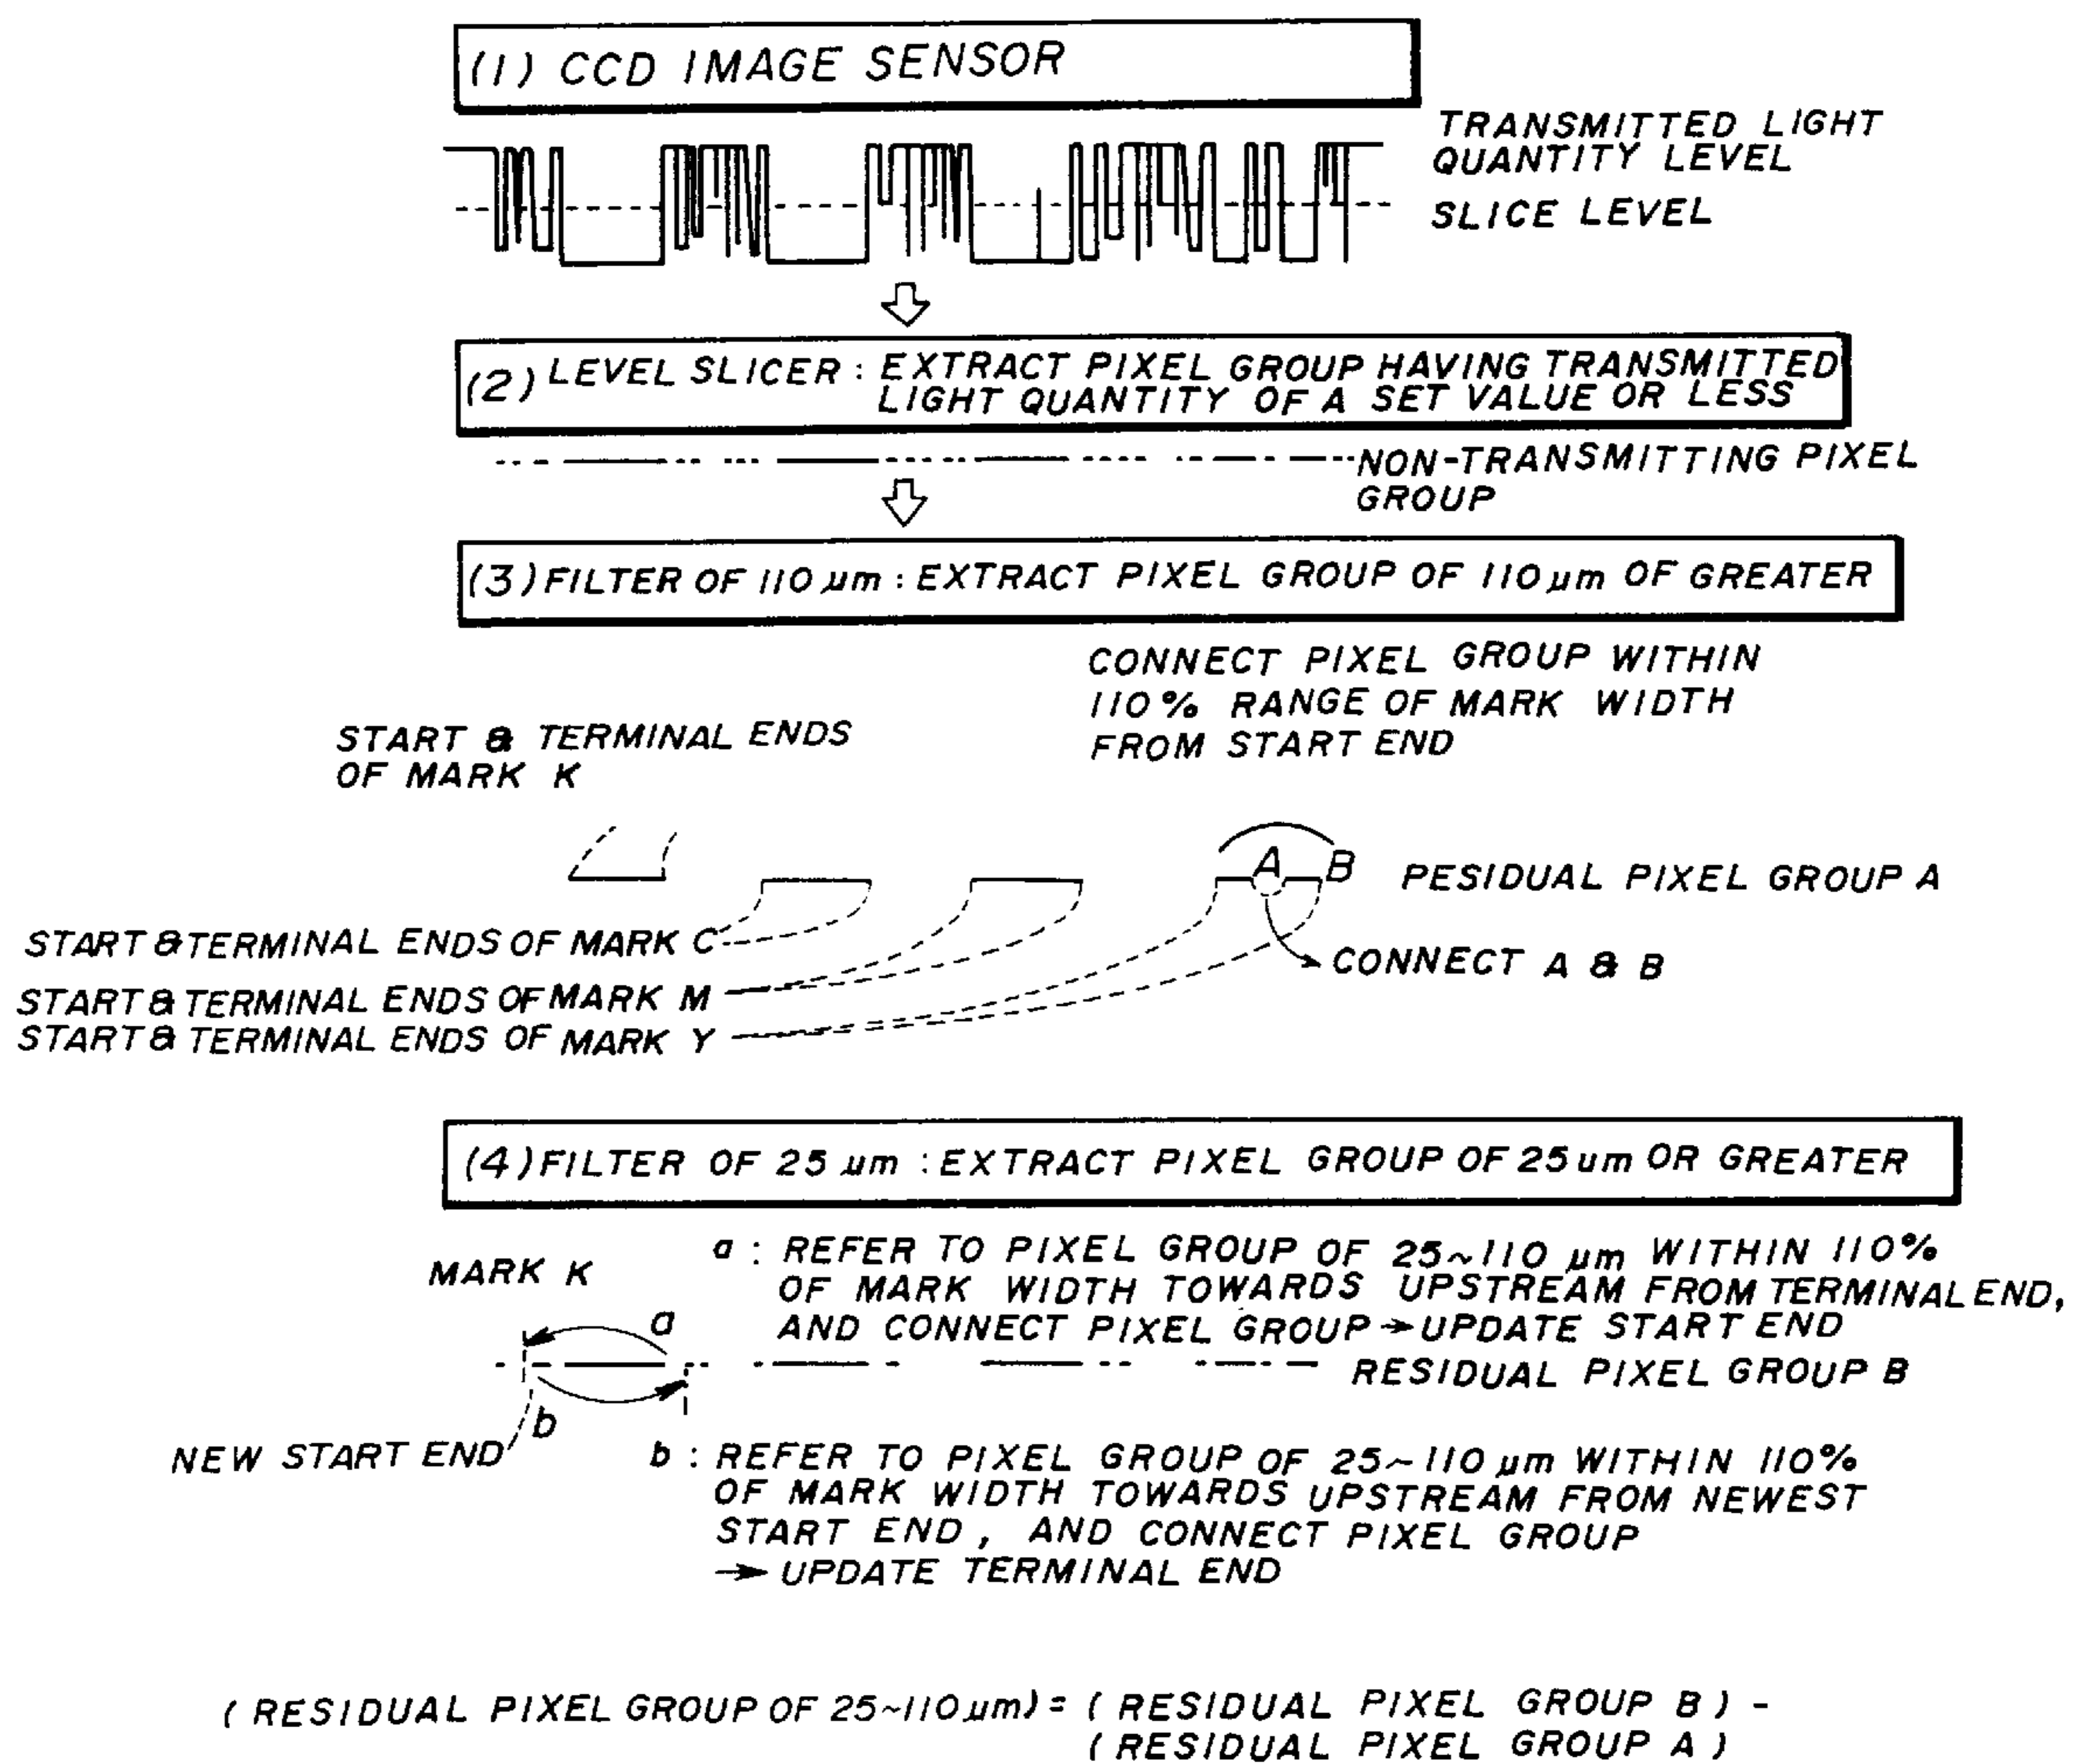 (1) CCD IMAGE SENSOR
TRANSMITTED LIGHT
QUANTITY LEVEL
SLICE LEVEL
(2) LEVEL SLICER : EXTRACT PIXEL GROUP HAVING TRANSMITTED
LIGHT QUANTITY OF A SET VALUE OR LESS
NON-TRANSMITTING PIXEL
GROUP
(3) FILTER OF 110 μm : EXTRACT PIXEL GROUP OF 110 μm OF GREATER
CONNECT PIXEL GROUP WITHIN
110% RANGE OF MARK WIDTH
FROM START END
START & TERMINAL ENDS
OF MARK K
A B
PESIDUAL PIXEL GROUP A
START & TERMINAL ENDS OF MARK C
CONNECT A & B
START & TERMINAL ENDS OF MARK M
START & TERMINAL ENDS OF MARK Y
(4) FILTER OF 25 μm : EXTRACT PIXEL GROUP OF 25 um OR GREATER
MARK K
a : REFER TO PIXEL GROUP OF 25~110 μm WITHIN 110%
OF MARK WIDTH TOWARDS UPSTREAM FROM TERMINAL END,
AND CONNECT PIXEL GROUP → UPDATE START END
a
RESIDUAL PIXEL GROUP B
b
NEW START END
b : REFER TO PIXEL GROUP OF 25~110 μm WITHIN 110%
OF MARK WIDTH TOWARDS UPSTREAM FROM NEWEST
START END, AND CONNECT PIXEL GROUP
→ UPDATE TERMINAL END
(RESIDUAL PIXEL GROUP OF 25~110 μm) = (RESIDUAL PIXEL GROUP B) -
(RESIDUAL PIXEL GROUP A)